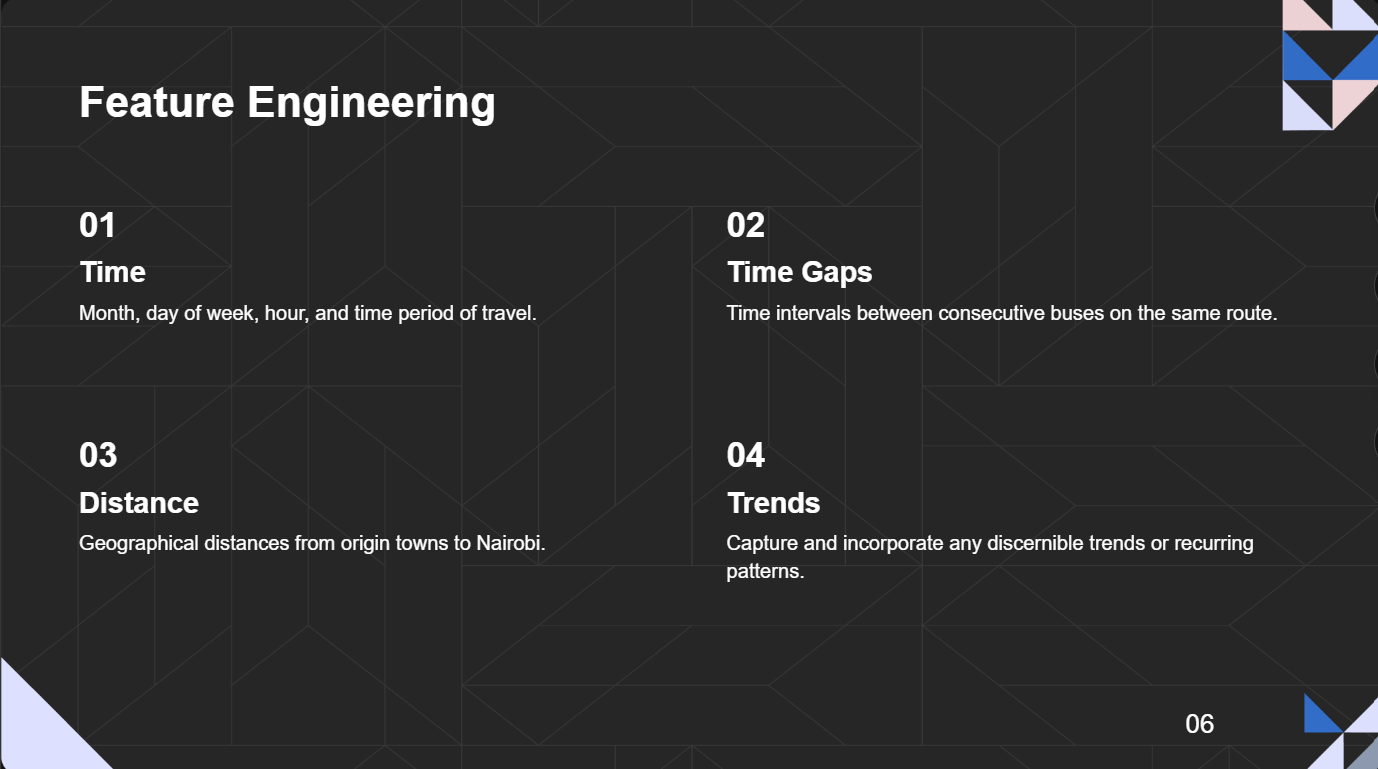 Feature Engineering
01
Time
Month, day of week, hour, and time period of travel.
02
Time Gaps
Time intervals between consecutive buses on the same route.
03
Distance
Geographical distances from origin towns to Nairobi.
04
Trends
Capture and incorporate any discernible trends or recurring
patterns.
06